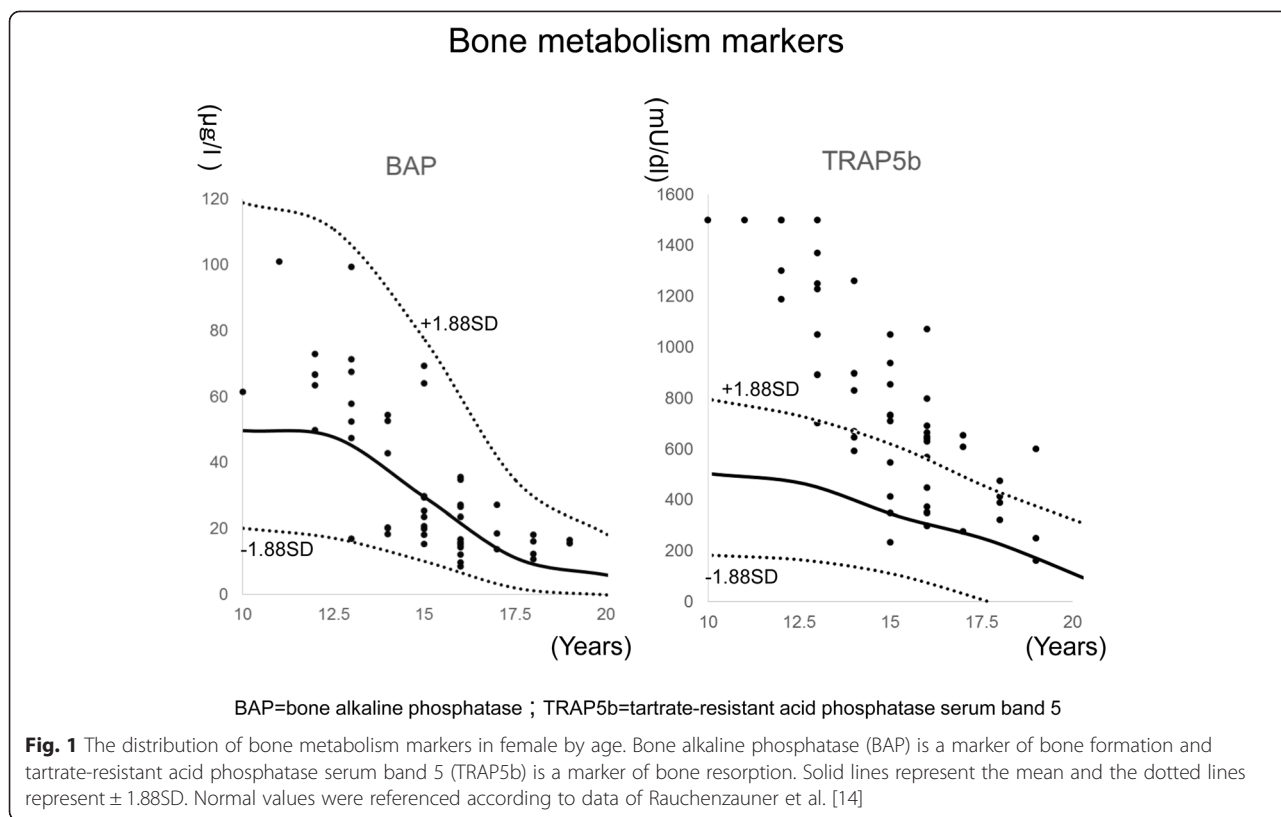 Bone metabolism markers
(μg/l )
BAP
120
100
80
60
40
20
0
+1.88SD
-1.88SD
10
12.5
15
17.5
20
(Years)
(mU/dl)
TRAP5b
1600
1400
1200
1000
800
600
400
200
0
+1.88SD
-1.88SD
10
12.5
15
17.5
20
(Years)
BAP=bone alkaline phosphatase ; TRAP5b=tartrate-resistant acid phosphatase serum band 5
Fig. 1 The distribution of bone metabolism markers in female by age. Bone alkaline phosphatase (BAP) is a marker of bone formation and
tartrate-resistant acid phosphatase serum band 5 (TRAP5b) is a marker of bone resorption. Solid lines represent the mean and the dotted lines
represent ± 1.88SD. Normal values were referenced according to data of Rauchenzauner et al. [14]